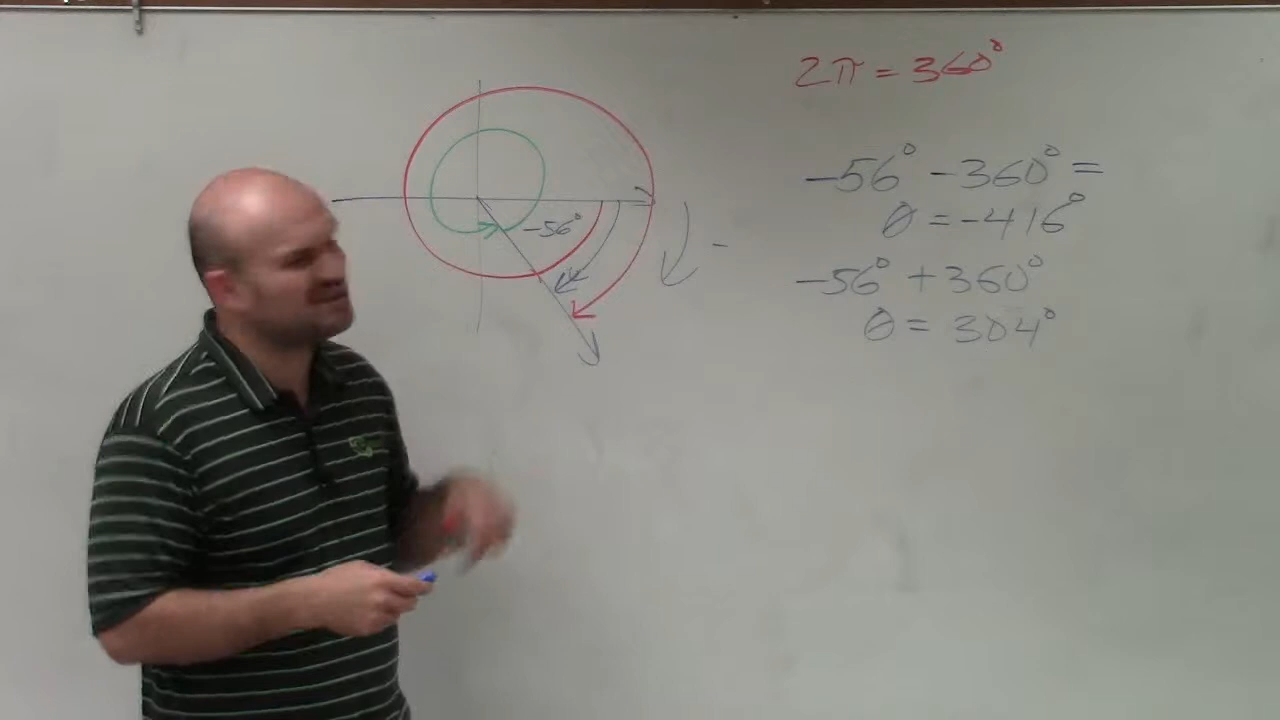 2π = 360°
-56° - 360° =
θ = -416°
-56° + 360°
θ = 304°
-56°
-